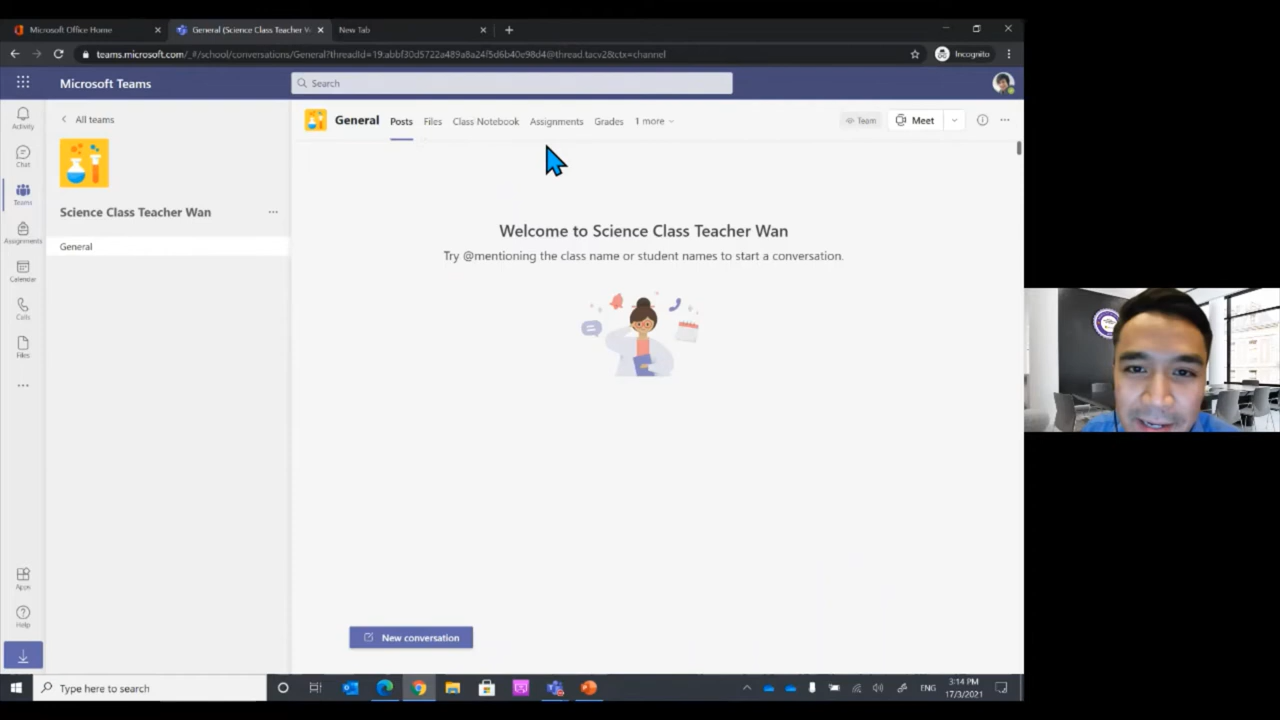 Microsoft Office Home
General (Science Class Teacher W
New Tab
teams.microsoft.com/_#/school/conversations/General?threadId=19:abbf30d5722a489a8a24f5d6b40e98d4@thread.tacv2&ctx=channel
Incognito
Microsoft Teams
Search
Activity
Chat
Teams
Assignments
Calendar
Calls
Files
Apps
Help
All teams
Science Class Teacher Wan
General
General Posts Files Class Notebook Assignments Grades 1 more
Team
Meet
Welcome to Science Class Teacher Wan
Try @mentioning the class name or student names to start a conversation.
New conversation
Type here to search
ENG
3:14 PM
17/3/2021